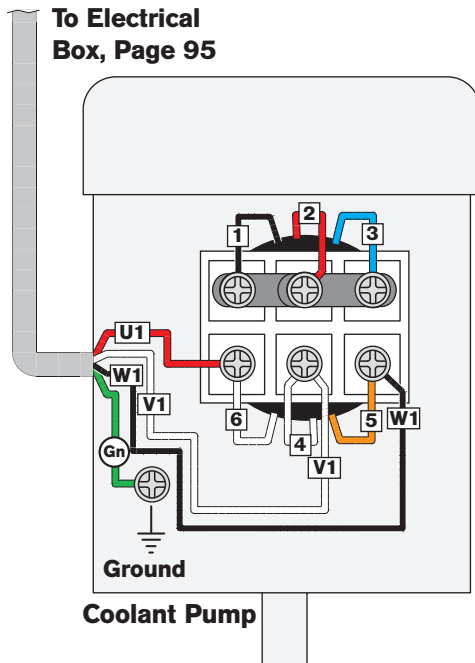 To Electrical
Box, Page 95
2
1
3
U1
W1
V1
6
4
5
W1
V1
Gn
Ground
Coolant Pump